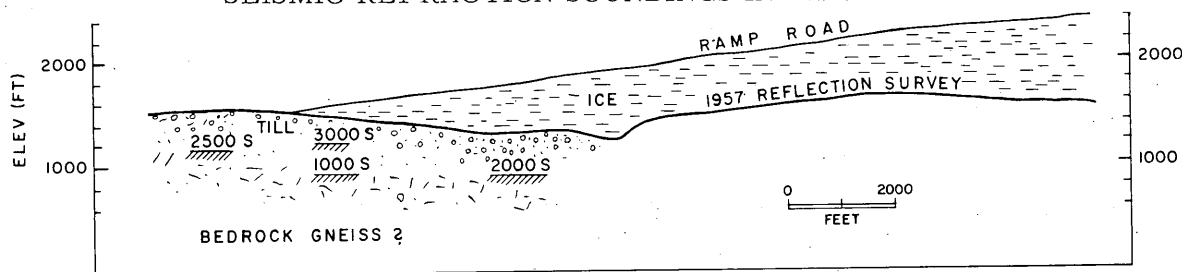 RAMP ROAD
2000
2000
ELEV (FT)
ICE
1957 REFLECTION SURVEY
TILL
3000 S
2500 S
1000
1000 S
2000 S
1000
0 2000
FEET
BEDROCK GNEISS ?